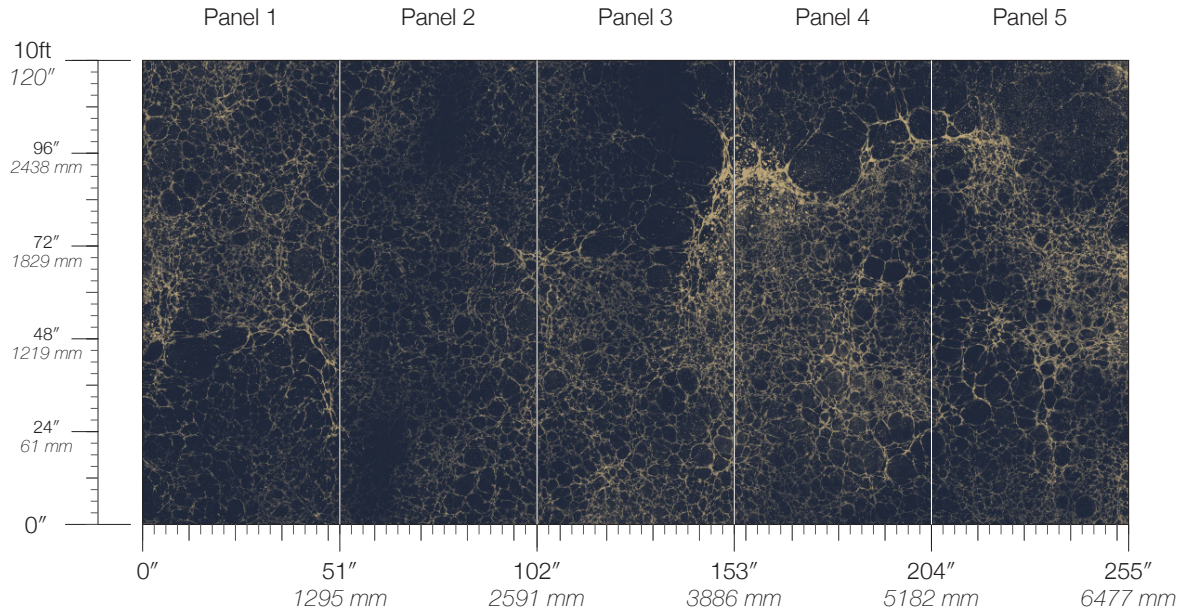 Panel 1 Panel 2 Panel 3 Panel 4 Panel 5
10ft
120″
96″
2438 mm
72″
1829 mm
48″
1219 mm
24″
61 mm
0″
0″ 51″ 102″ 153″ 204″ 255″
1295 mm 2591 mm 3886 mm 5182 mm 6477 mm